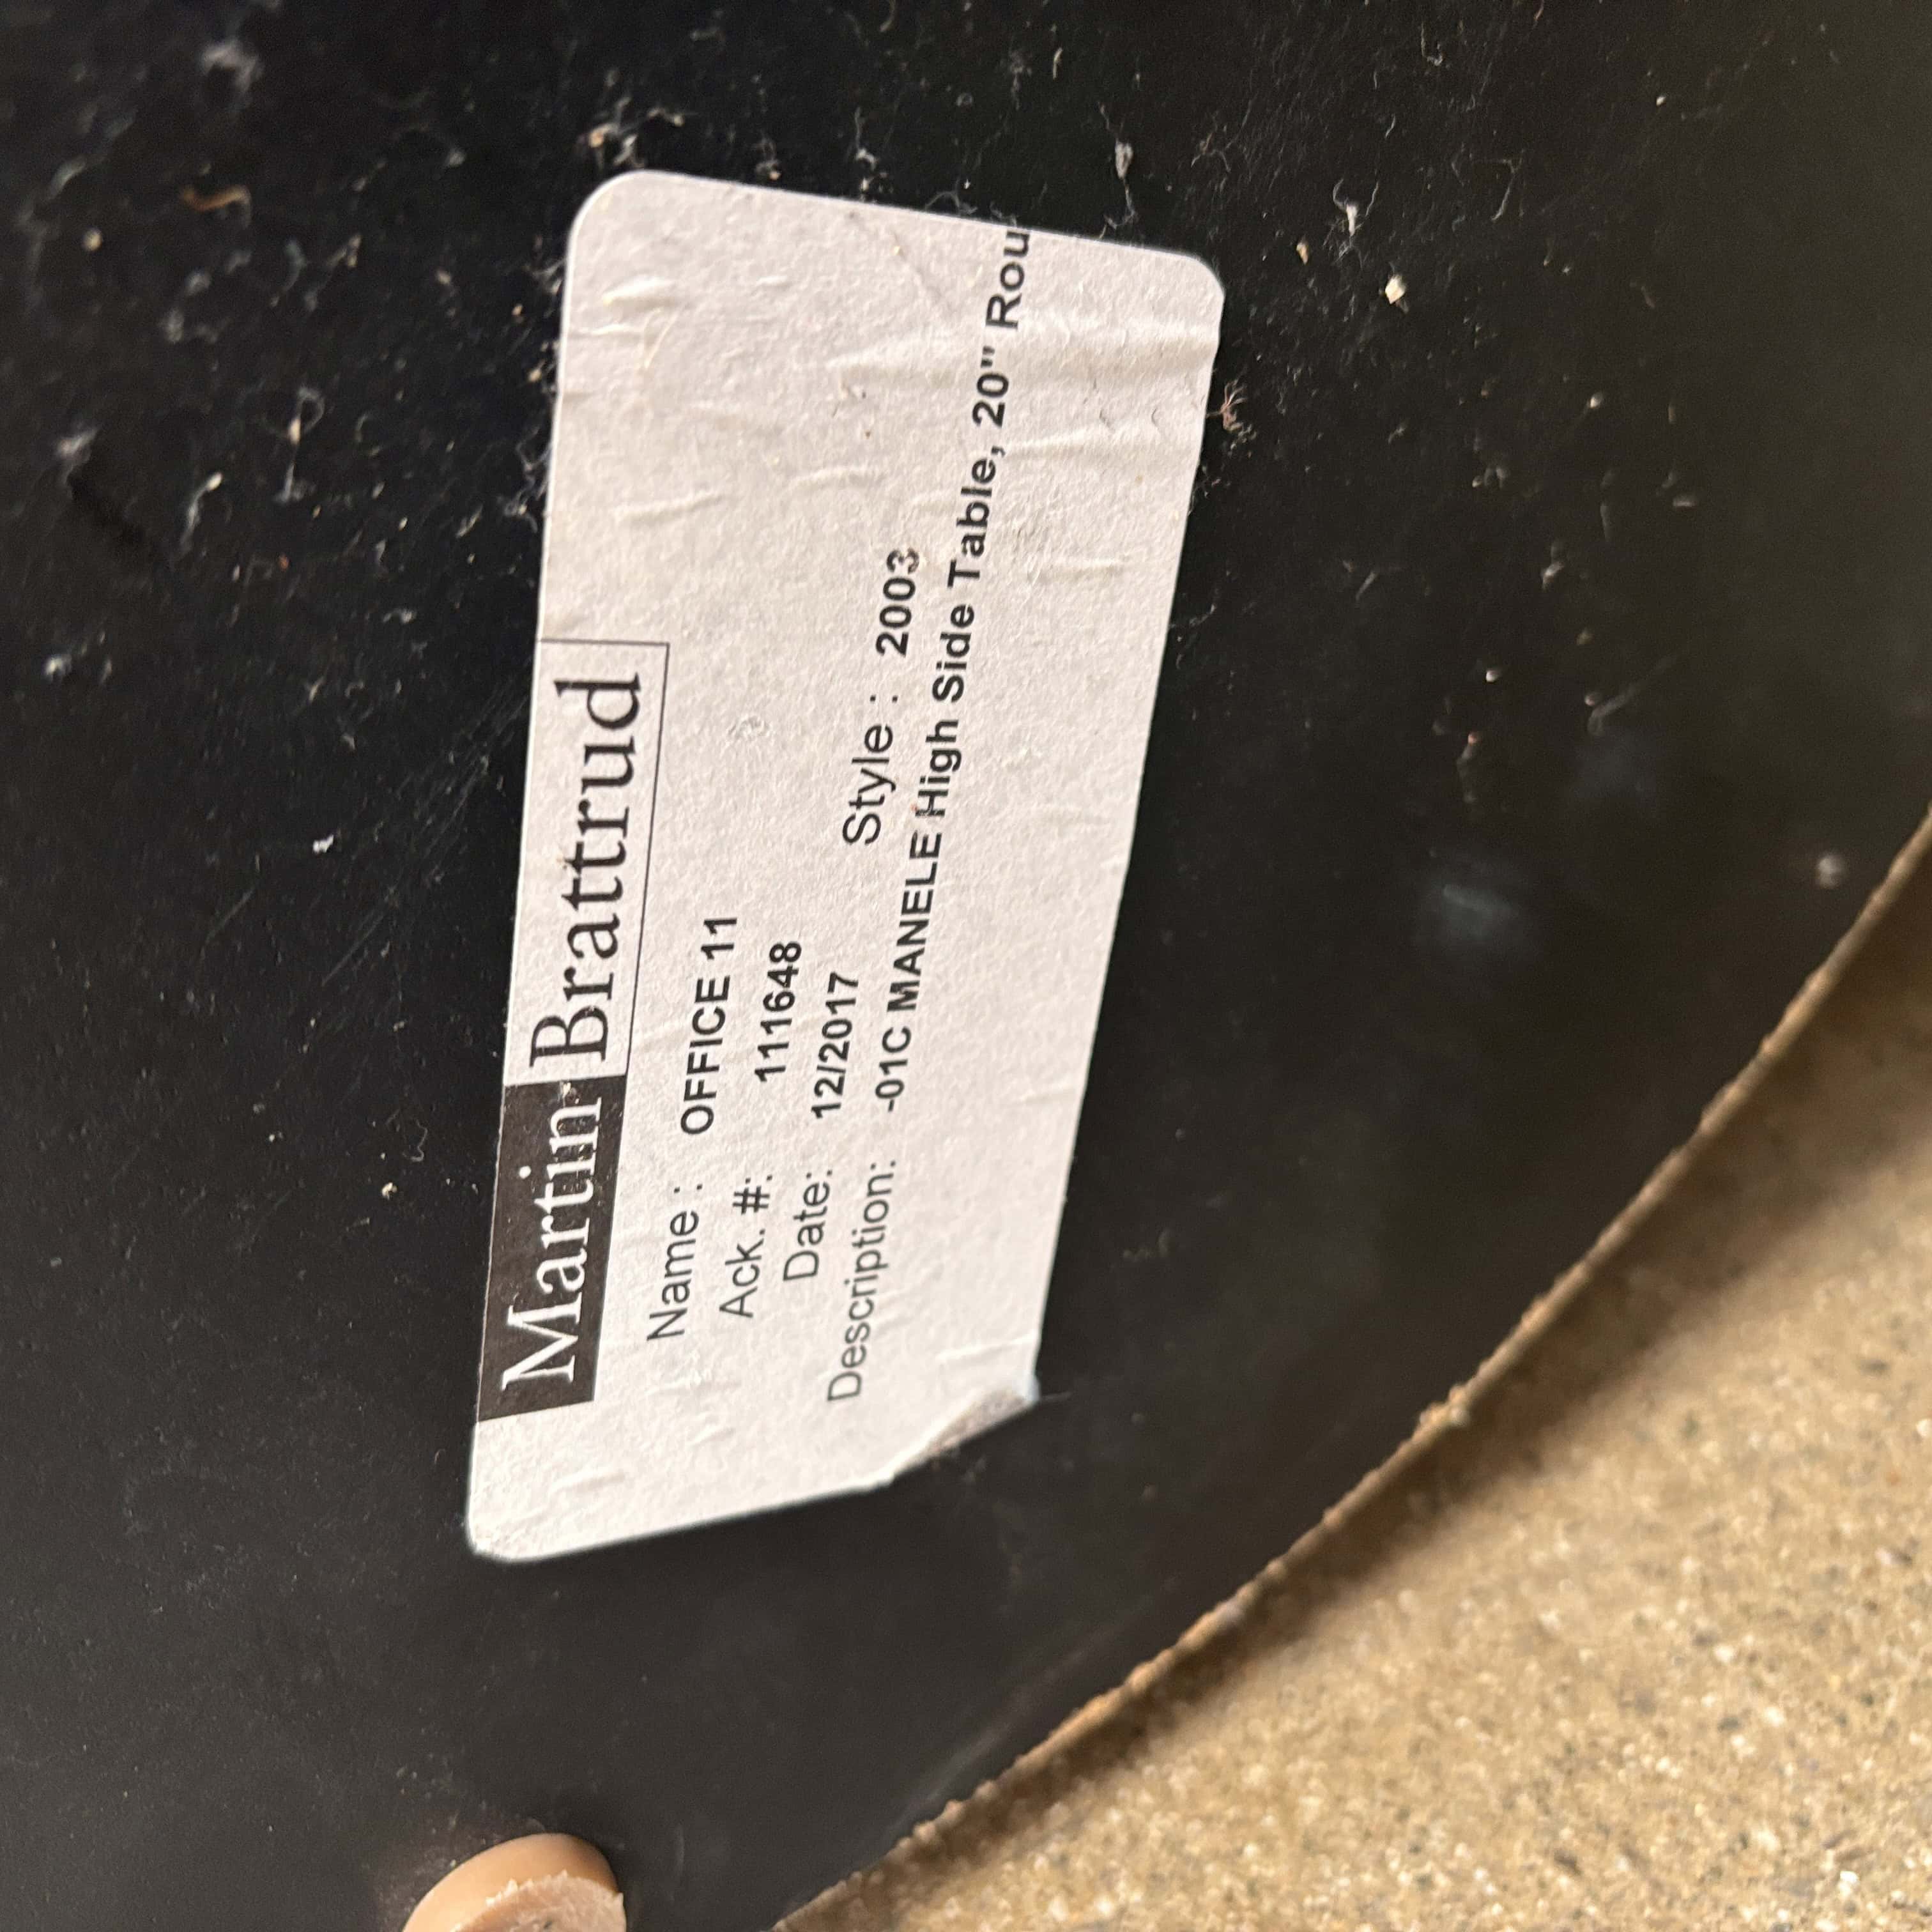 Martin Brattrud
Name : OFFICE 11
Ack. #: 111648
Date: 12/2017 Style : 2003
Description: -01C MANELE High Side Table, 20" Rou